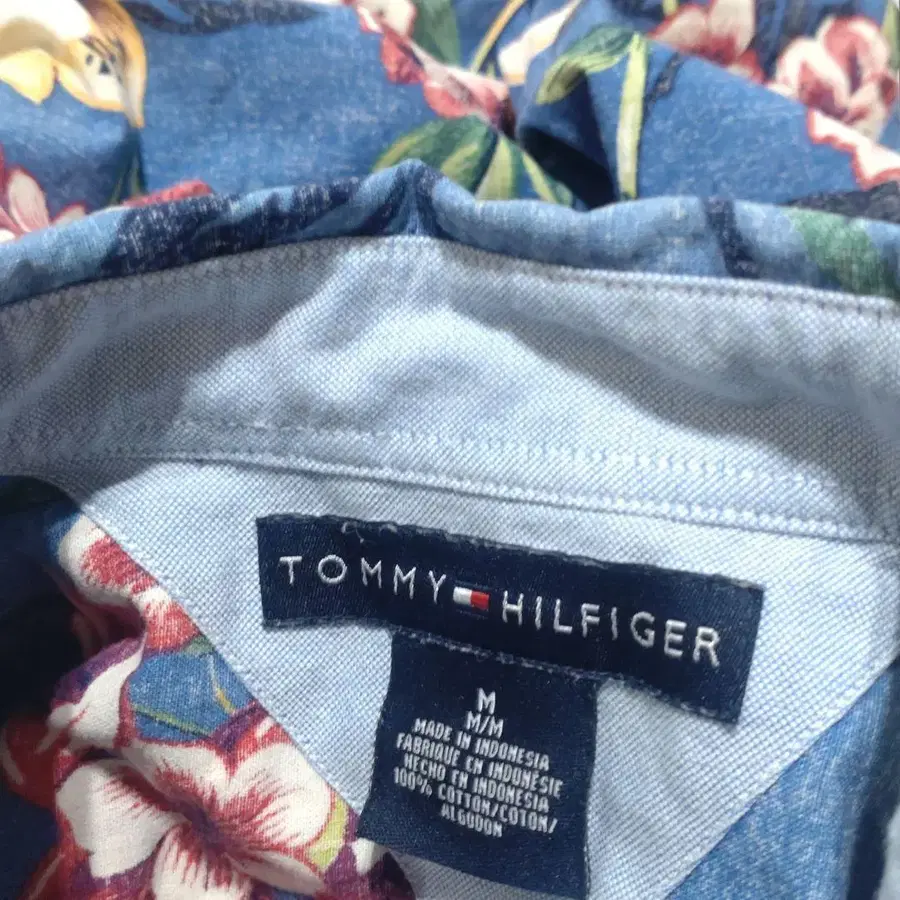 TOMMY HILFIGER
M
M/M
MADE IN INDONESIA
FABRIQUE EN INDONESIE
HECHO EN INDONESIA
100% COTTON/COTON/
ALGODON